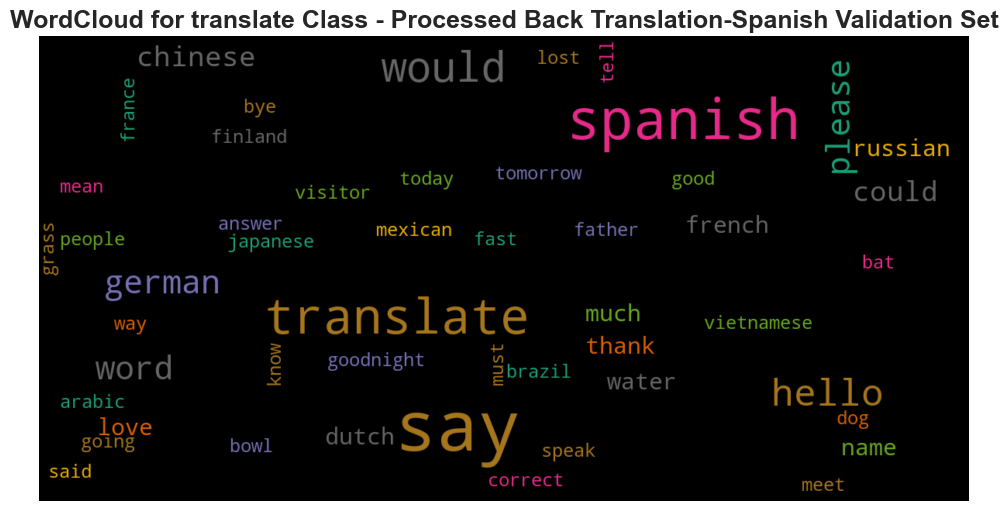 WordCloud for translate Class - Processed Back Translation-Spanish Validation Set
chinese
would
lost
tell
france
bye
finland
spanish
please
russian
mean
visitor
today
tomorrow
good
could
grass
people
answer
japanese
mexican
fast
father
french
bat
german
translate
way
much
vietnamese
thank
word
know
goodnight
must
brazil
water
hello
arabic
love
going
said
bowl
dutch
say
speak
correct
dog
name
meet